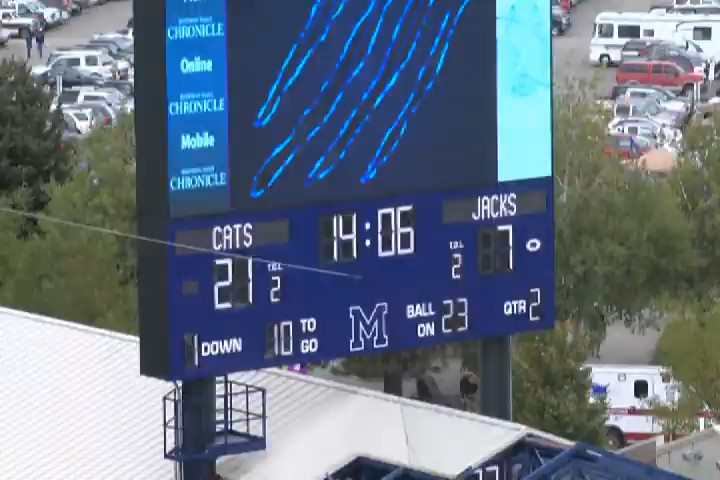 CHRONICLE
Online
CHRONICLE
Mobile
CHRONICLE
CATS 14:06 JACKS
21 T.O.L. 2 T.O.L. 2 7
1 DOWN 10 TO GO M BALL ON 23 QTR 2